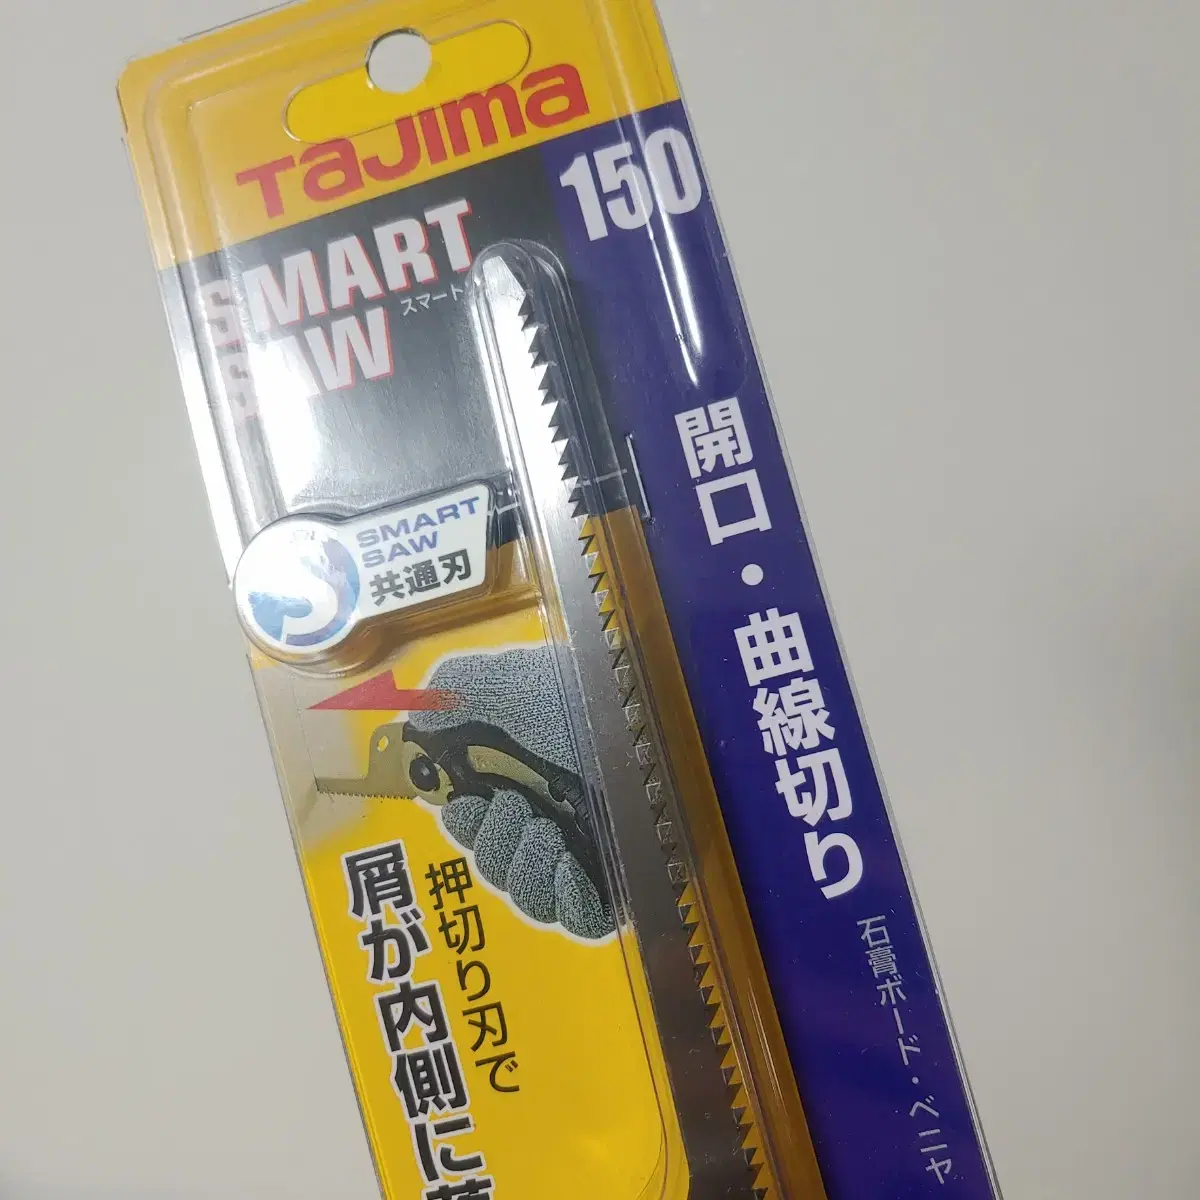 TaJIma
SMART
SAW
スマート
150
開口・曲線切り
石膏ボード・ベニヤ
SMART
SAW
共通刃
押切り刃で
屑が内側に